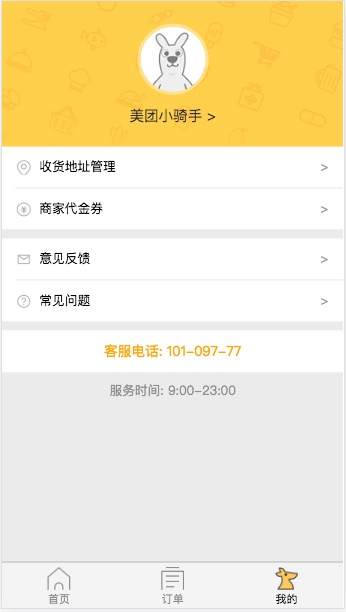 美团小骑手 >
收货地址管理 >
商家代金券 >
意见反馈 >
常见问题 >
客服电话: 101-097-77
服务时间: 9:00-23:00
首页 订单 我的